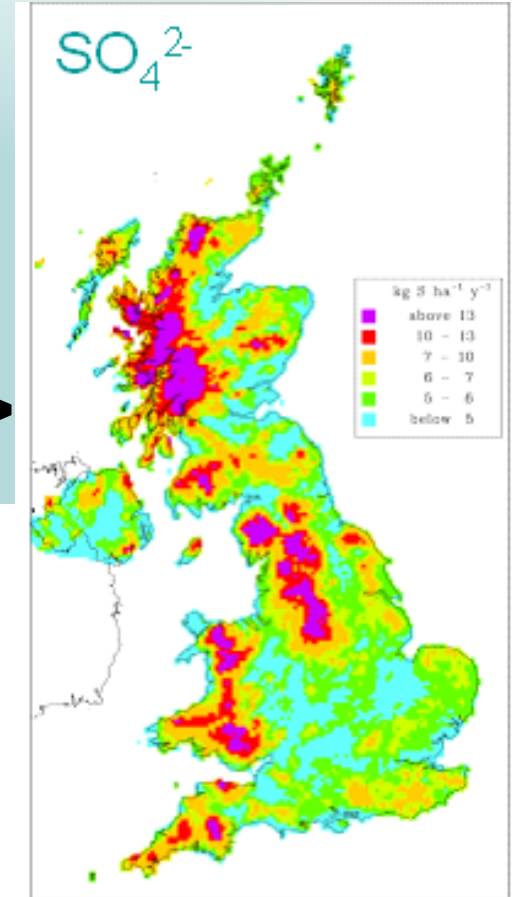 SO₄²⁻
kg S ha⁻¹ y⁻¹
above 13
10 - 13
7 - 10
6 - 7
5 - 6
below 5